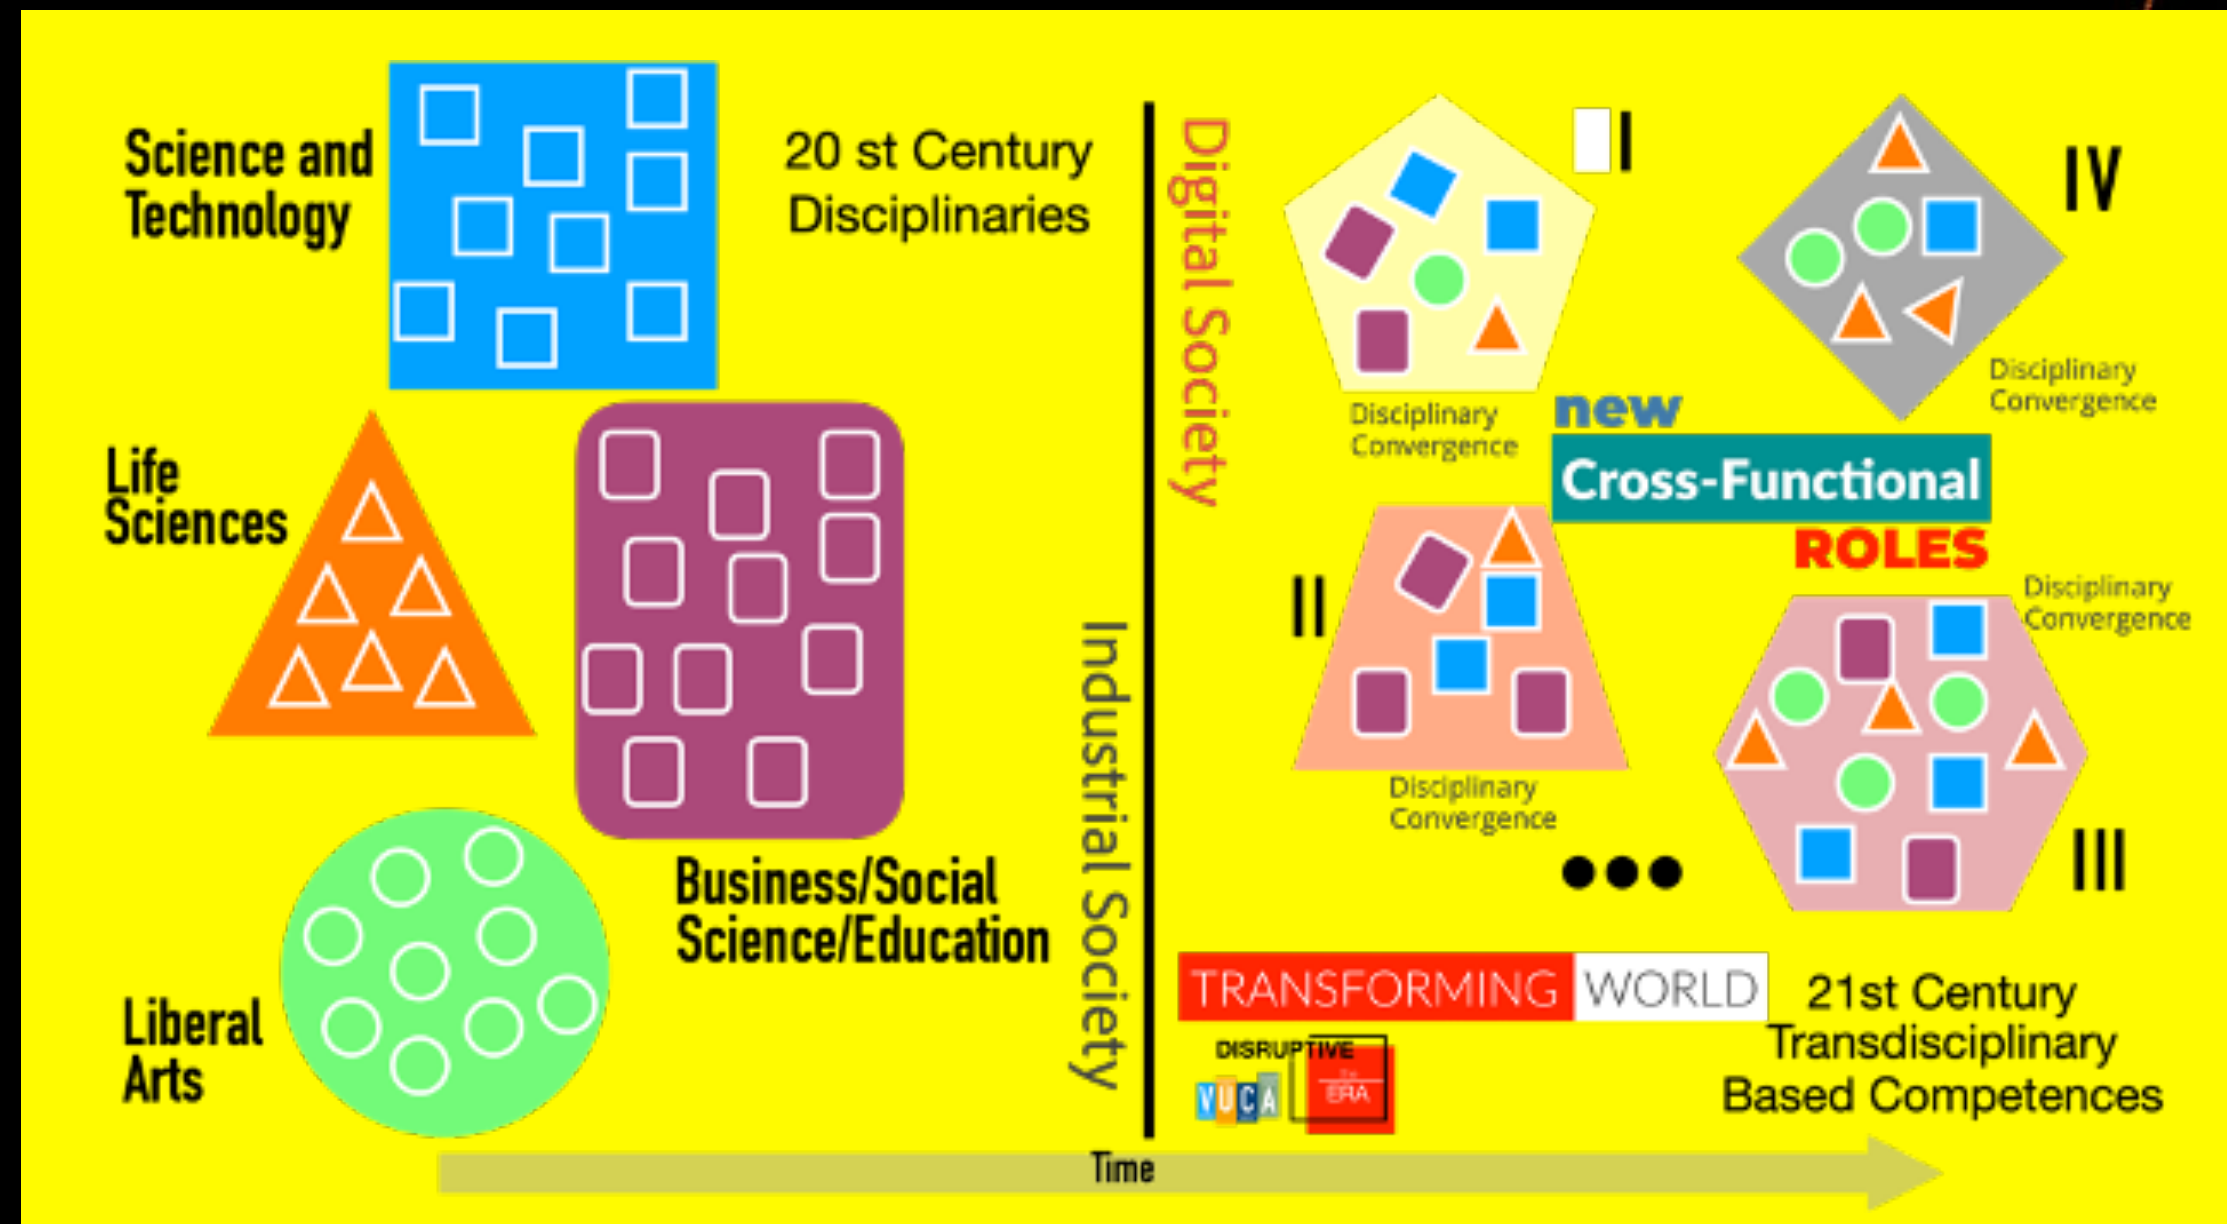 Science and
Technology
20 st Century
Disciplinaries
Life
Sciences
Business/Social
Science/Education
Liberal
Arts
Industrial Society
Digital Society
I
Disciplinary
Convergence
IV
Disciplinary
Convergence
new
Cross-Functional
ROLES
II
Disciplinary
Convergence
Disciplinary
Convergence
III
TRANSFORMING WORLD
DISRUPTIVE
VUCA
ERA
21st Century
Transdisciplinary
Based Competences
Time